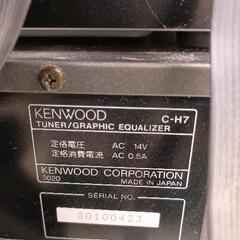 KENWOOD C-H7
TUNER/GRAPHIC EQUALIZER
定格電圧 AC 14V
定格消費電流 AC 0.5A
KENWOOD CORPORATION
3020 MADE IN JAPAN
SERIAL NO.
80100423